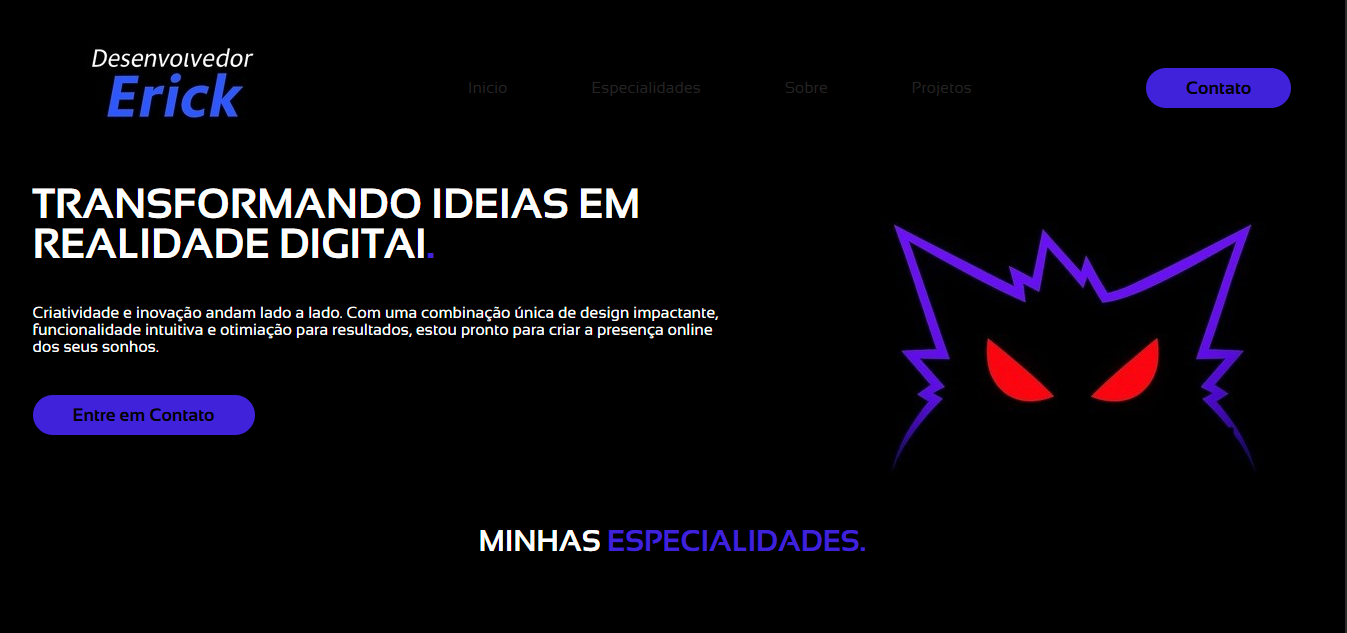 Desenvolvedor
Erick
Inicio
Especialidades
Sobre
Projetos
Contato
TRANSFORMANDO IDEIAS EM
REALIDADE DIGITAI.
Criatividade e inovação andam lado a lado. Com uma combinação única de design impactante,
funcionalidade intuitiva e otimiação para resultados, estou pronto para criar a presença online
dos seus sonhos.
Entre em Contato
MINHAS ESPECIALIDADES.